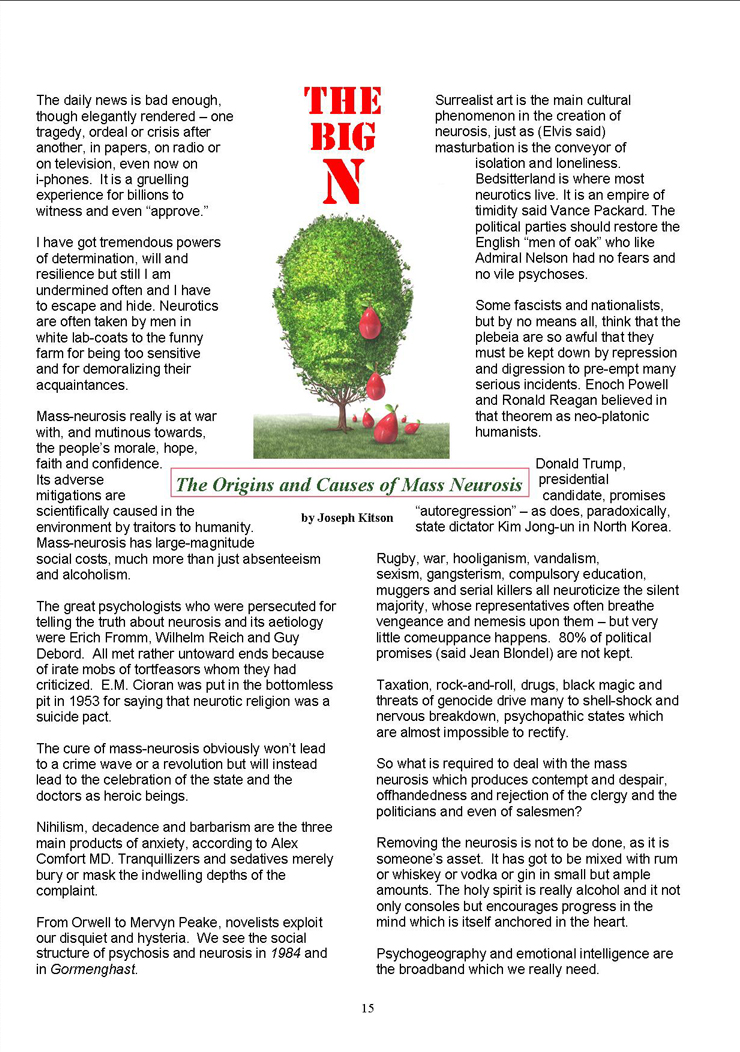 THE
BIG
N
The Origins and Causes of Mass Neurosis
by Joseph Kitson
The daily news is bad enough,
though elegantly rendered – one
tragedy, ordeal or crisis after
another, in papers, on radio or
on television, even now on
i-phones.  It is a gruelling
experience for billions to
witness and even “approve.”
I have got tremendous powers
of determination, will and
resilience but still I am
undermined often and I have
to escape and hide. Neurotics
are often taken by men in
white lab-coats to the funny
farm for being too sensitive
and for demoralizing their
acquaintances.
Mass-neurosis really is at war
with, and mutinous towards,
the people’s morale, hope,
faith and confidence.
Its adverse
mitigations are
scientifically caused in the
environment by traitors to humanity.
Mass-neurosis has large-magnitude
social costs, much more than just absenteeism
and alcoholism.
The great psychologists who were persecuted for
telling the truth about neurosis and its aetiology
were Erich Fromm, Wilhelm Reich and Guy
Debord.  All met rather untoward ends because
of irate mobs of tortfeasors whom they had
criticized.  E.M. Cioran was put in the bottomless
pit in 1953 for saying that neurotic religion was a
suicide pact.
The cure of mass-neurosis obviously won’t lead
to a crime wave or a revolution but will instead
lead to the celebration of the state and the
doctors as heroic beings.
Nihilism, decadence and barbarism are the three
main products of anxiety, according to Alex
Comfort MD. Tranquillizers and sedatives merely
bury or mask the indwelling depths of the
complaint.
From Orwell to Mervyn Peake, novelists exploit
our disquiet and hysteria.  We see the social
structure of psychosis and neurosis in 1984 and
in Gormenghast.
Surrealist art is the main cultural
phenomenon in the creation of
neurosis, just as (Elvis said)
masturbation is the conveyor of
isolation and loneliness.
Bedsitterland is where most
neurotics live. It is an empire of
timidity said Vance Packard. The
political parties should restore the
English “men of oak” who like
Admiral Nelson had no fears and
no vile psychoses.
Some fascists and nationalists,
but by no means all, think that the
plebeia are so awful that they
must be kept down by repression
and digression to pre-empt many
serious incidents. Enoch Powell
and Ronald Reagan believed in
that theorem as neo-platonic
humanists.
Donald Trump,
presidential
candidate, promises
“autoregression” – as does, paradoxically,
state dictator Kim Jong-un in North Korea.
Rugby, war, hooliganism, vandalism,
sexism, gangsterism, compulsory education,
muggers and serial killers all neuroticize the silent
majority, whose representatives often breathe
vengeance and nemesis upon them – but very
little comeuppance happens.  80% of political
promises (said Jean Blondel) are not kept.
Taxation, rock-and-roll, drugs, black magic and
threats of genocide drive many to shell-shock and
nervous breakdown, psychopathic states which
are almost impossible to rectify.
So what is required to deal with the mass
neurosis which produces contempt and despair,
offhandedness and rejection of the clergy and the
politicians and even of salesmen?
Removing the neurosis is not to be done, as it is
someone’s asset.  It has got to be mixed with rum
or whiskey or vodka or gin in small but ample
amounts. The holy spirit is really alcohol and it not
only consoles but encourages progress in the
mind which is itself anchored in the heart.
Psychogeography and emotional intelligence are
the broadband which we really need.
15